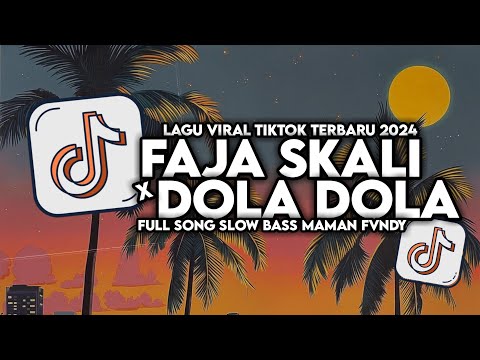 LAGU VIRAL TIKTOK TERBARU 2024
FAJA SKALI
x DOLA DOLA
FULL SONG SLOW BASS MAMAN FVNDY